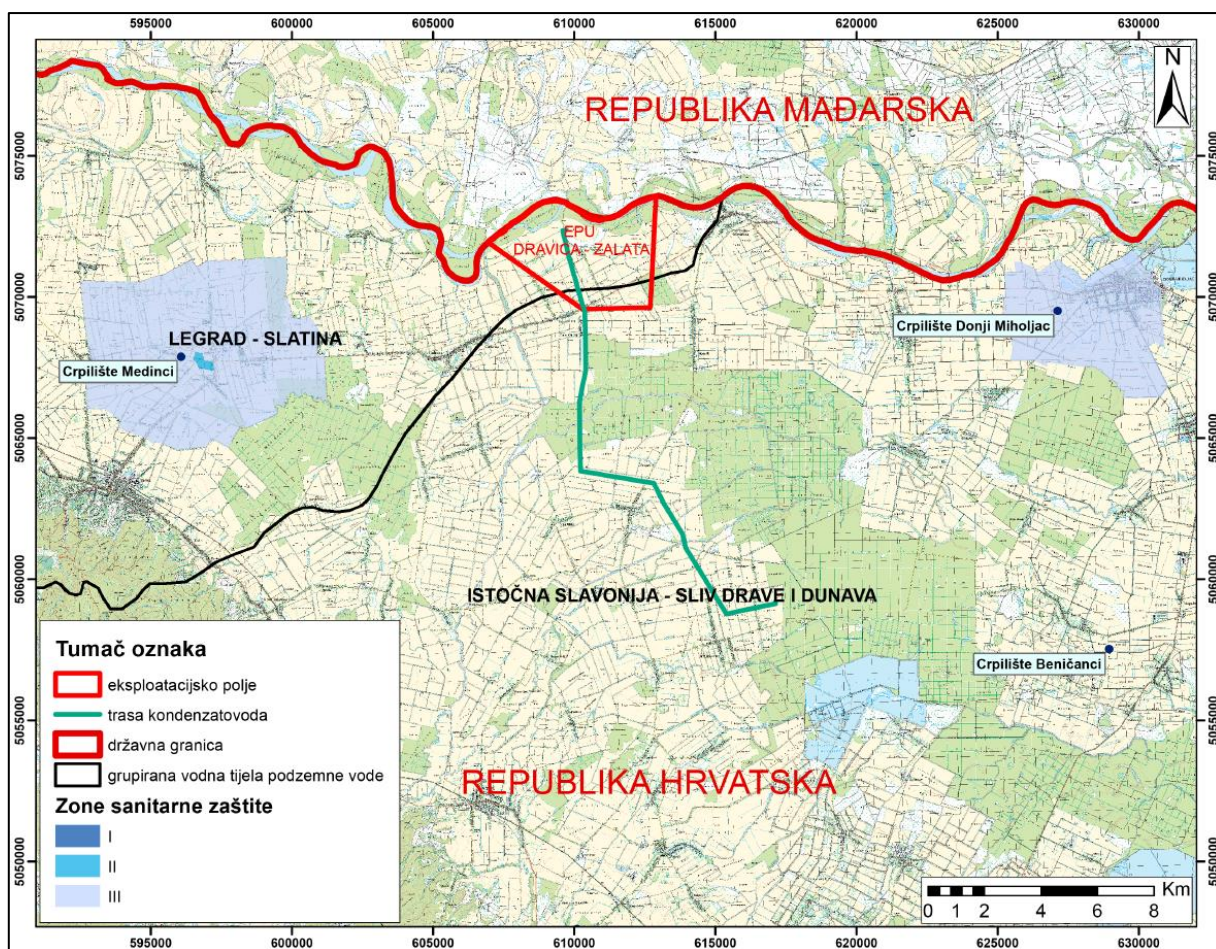 595000 600000 605000 610000 615000 620000 625000 630000
N
REPUBLIKA MAĐARSKA
5075000 5075000
EPU
DRAVICA - ZALATA
5070000 5070000
LEGRAD - SLATINA
Crpilište Donji Miholjac
Crpilište Medinci
5065000 5065000
5060000 5060000
ISTOČNA SLAVONIJA - SLIV DRAVE I DUNAVA
Crpilište Beničanci
Tumač oznaka
eksploatacijsko polje
trasa kondenzatovoda
državna granica
grupirana vodna tijela podzemne vode
Zone sanitarne zaštite
I
II
III
5055000 5055000
REPUBLIKA HRVATSKA
5050000 5050000
Km
0 1 2 4 6 8
595000 600000 605000 610000 615000 620000 625000 630000